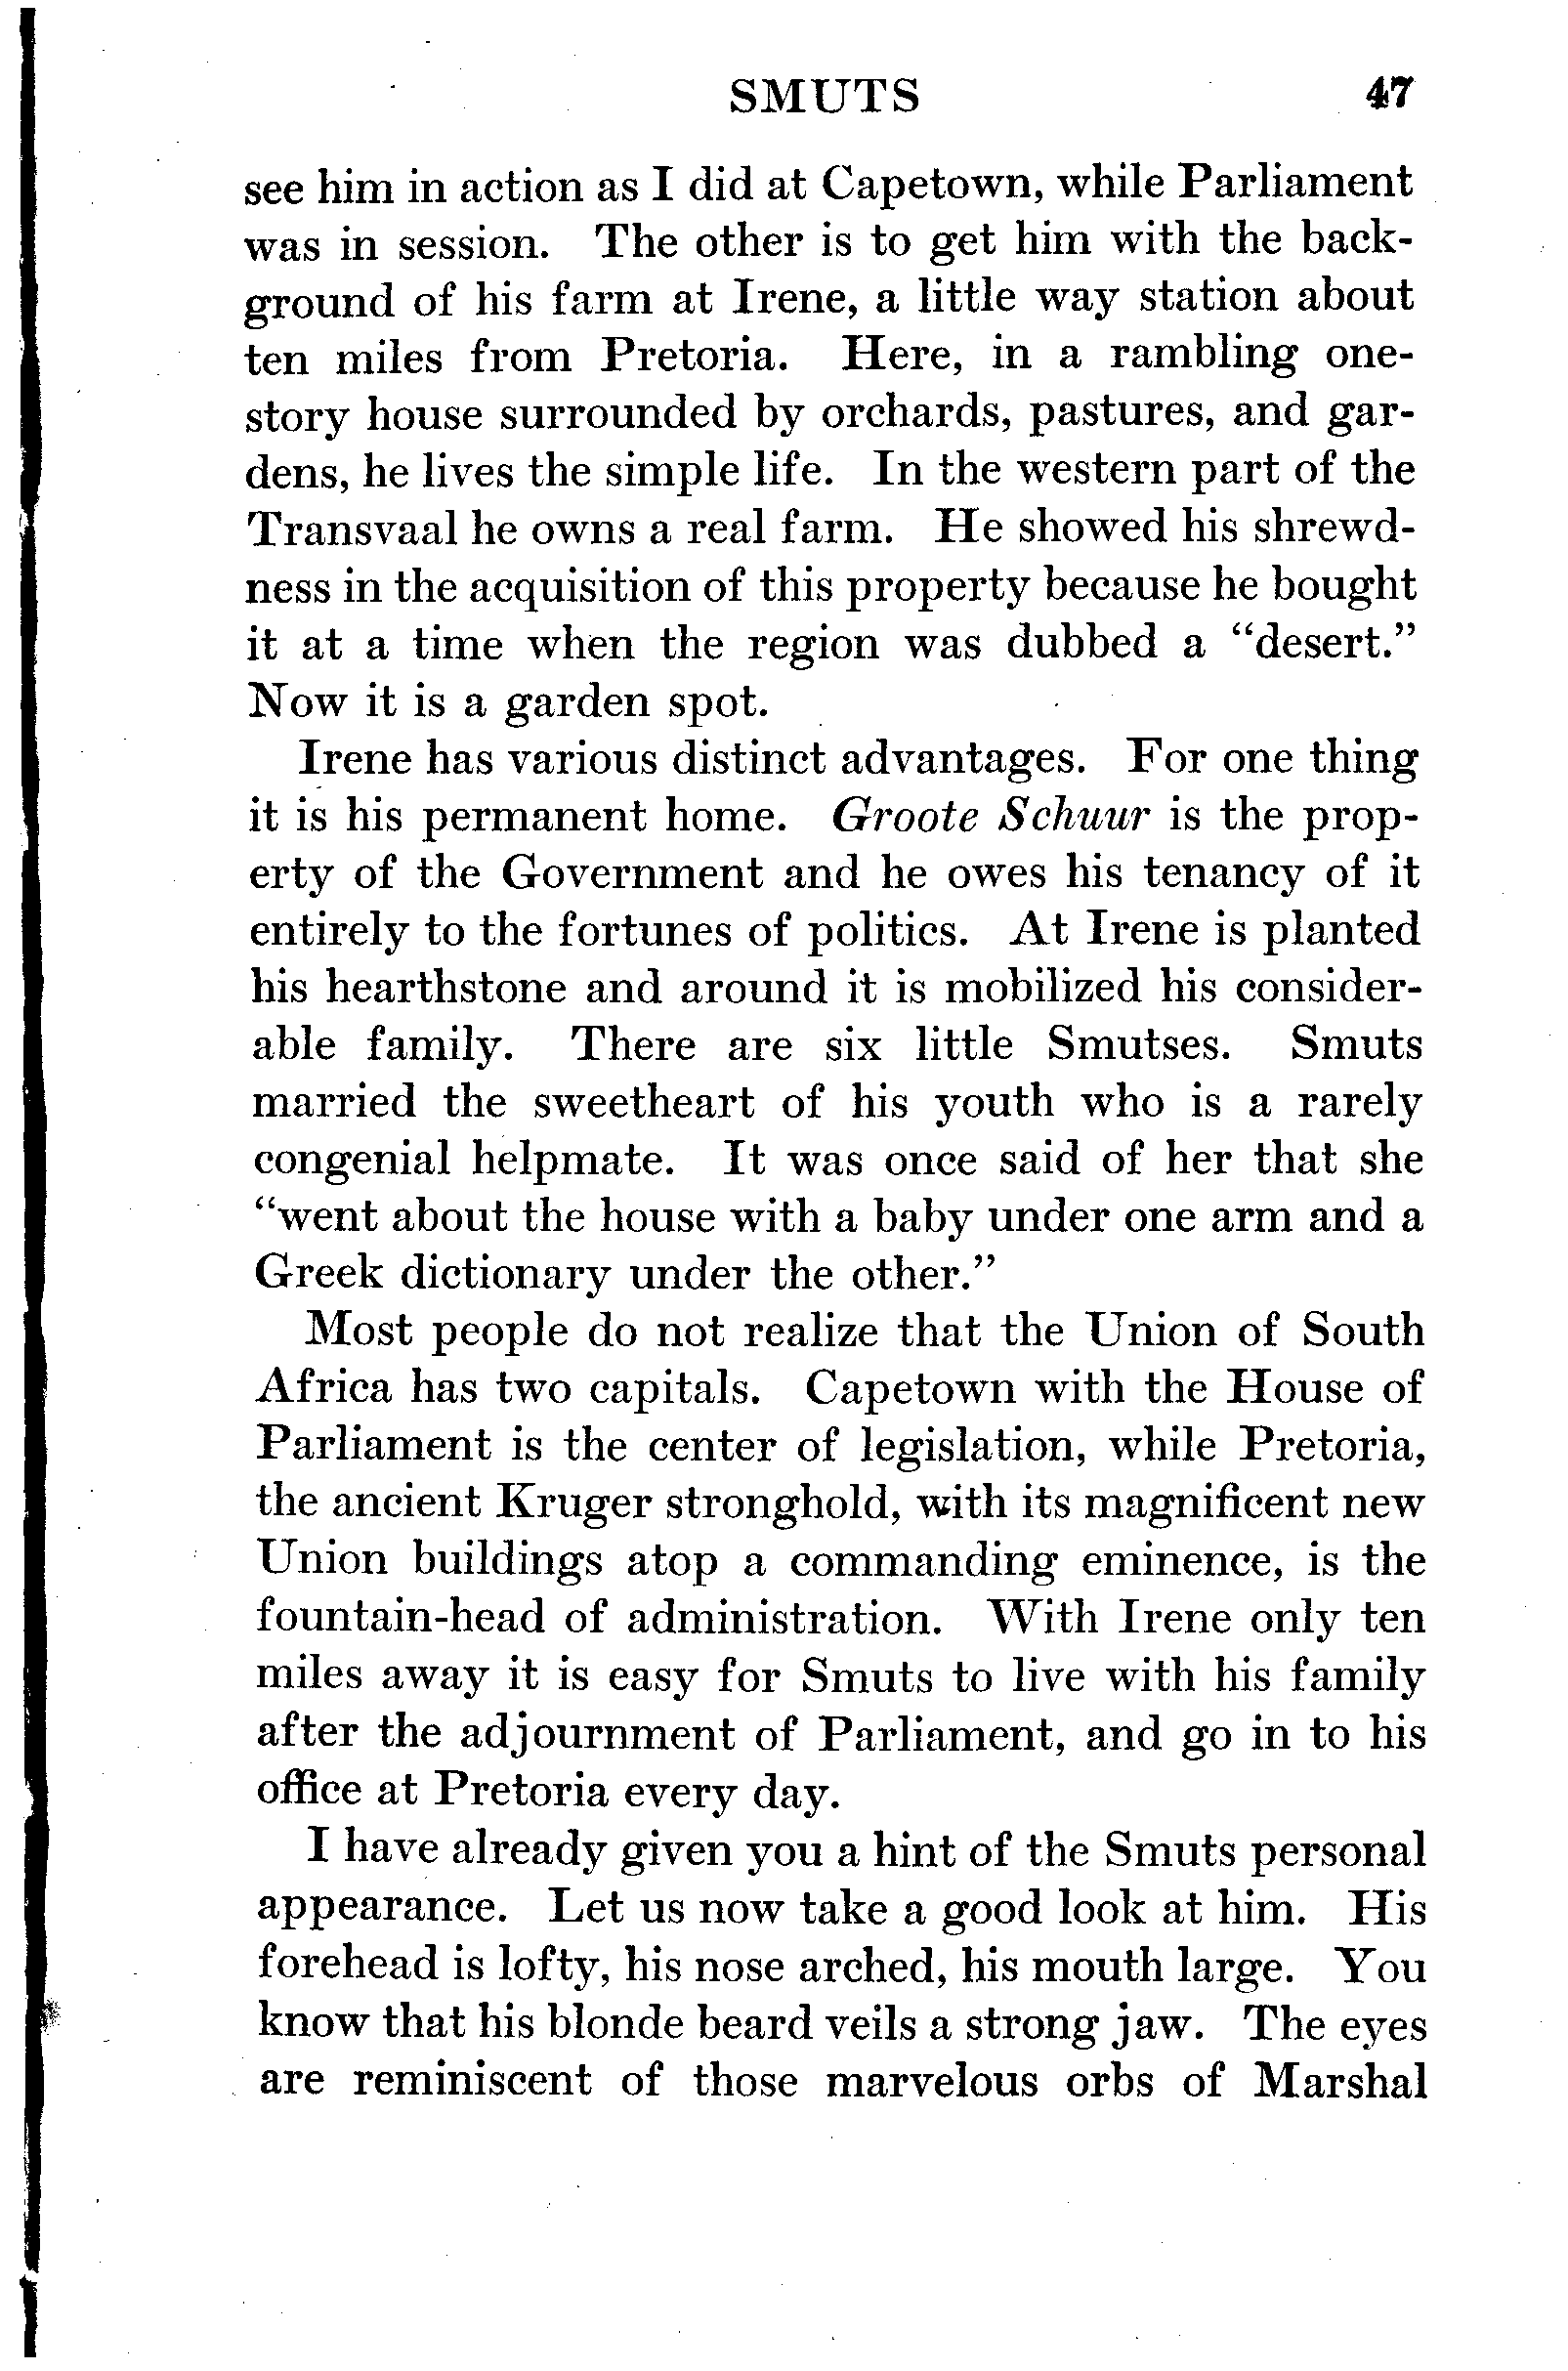 SMUTS 47
see him in action as I did at Capetown, while Parliament
was in session. The other is to get him with the back-
ground of his farm at Irene, a little way station about
ten miles from Pretoria. Here, in a rambling one-
story house surrounded by orchards, pastures, and gar-
dens, he lives the simple life. In the western part of the
Transvaal he owns a real farm. He showed his shrewd-
ness in the acquisition of this property because he bought
it at a time when the region was dubbed a "desert."
Now it is a garden spot.
Irene has various distinct advantages. For one thing
it is his permanent home. Groote Schuur is the prop-
erty of the Government and he owes his tenancy of it
entirely to the fortunes of politics. At Irene is planted
his hearthstone and around it is mobilized his consider-
able family. There are six little Smutses. Smuts
married the sweetheart of his youth who is a rarely
congenial helpmate. It was once said of her that she
"went about the house with a baby under one arm and a
Greek dictionary under the other."
Most people do not realize that the Union of South
Africa has two capitals. Capetown with the House of
Parliament is the center of legislation, while Pretoria,
the ancient Kruger stronghold, with its magnificent new
Union buildings atop a commanding eminence, is the
fountain-head of administration. With Irene only ten
miles away it is easy for Smuts to live with his family
after the adjournment of Parliament, and go in to his
office at Pretoria every day.
I have already given you a hint of the Smuts personal
appearance. Let us now take a good look at him. His
forehead is lofty, his nose arched, his mouth large. You
know that his blonde beard veils a strong jaw. The eyes
are reminiscent of those marvelous orbs of Marshal